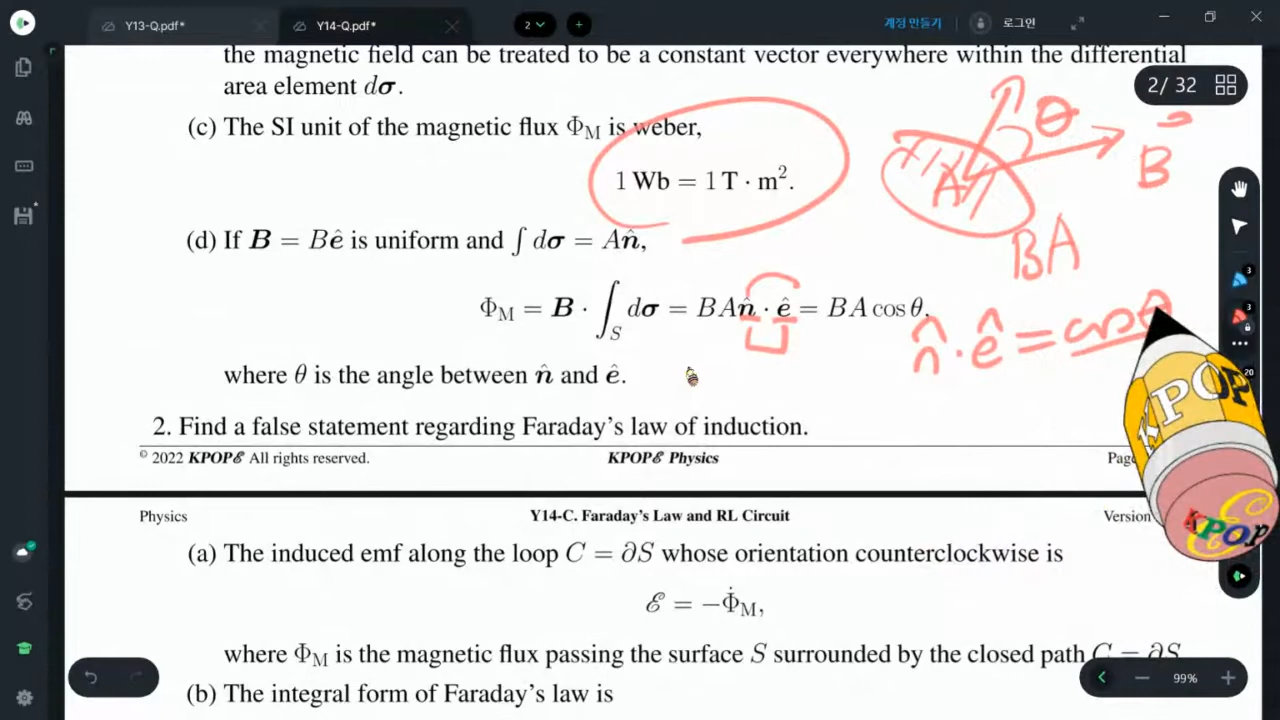 Y13-Q.pdf*
Y14-Q.pdf*
2
계정 만들기
로그인
the magnetic field can be treated to be a constant vector everywhere within the differential
area element dσ.
2/ 32
(c) The SI unit of the magnetic flux Φ_M is weber,
1 Wb = 1 T · m².
θ
B
A
BA
(d) If B = Bê is uniform and ∫ dσ = An̂,
Φ_M = B · ∫_S dσ = BAn̂ · ê = BA cos θ,
n̂ · ê = cos θ
where θ is the angle between n̂ and ê.
2. Find a false statement regarding Faraday's law of induction.
© 2022 KPOPℰ All rights reserved.
KPOPℰ Physics
Page
KPOP
KPOP ℰ
Physics
Y14-C. Faraday's Law and RL Circuit
Version
(a) The induced emf along the loop C = ∂S whose orientation counterclockwise is
ℰ = −Φ̇_M,
where Φ_M is the magnetic flux passing the surface S surrounded by the closed path C = ∂S
(b) The integral form of Faraday's law is
99%
3
3
20